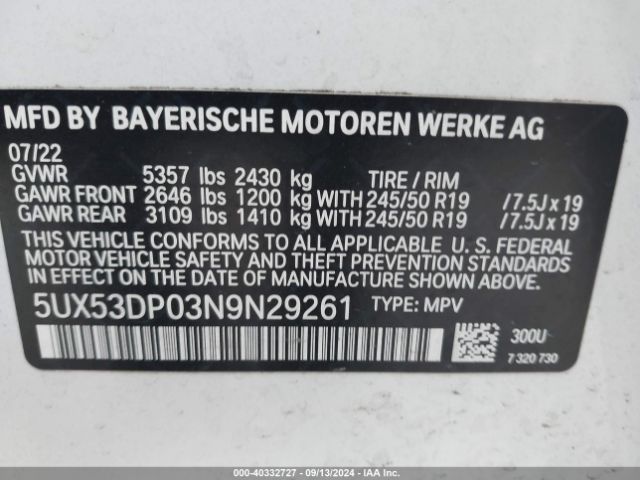 MFD BY BAYERISCHE MOTOREN WERKE AG
07/22
GVWR 5357 lbs 2430 kg TIRE / RIM
GAWR FRONT 2646 lbs 1200 kg WITH 245/50 R19 /7.5J x 19
GAWR REAR 3109 lbs 1410 kg WITH 245/50 R19 /7.5J x 19
THIS VEHICLE CONFORMS TO ALL APPLICABLE U. S. FEDERAL
MOTOR VEHICLE SAFETY AND THEFT PREVENTION STANDARDS
IN EFFECT ON THE DATE OF MANUFACTURE SHOWN ABOVE.
5UX53DP03N9N29261 TYPE: MPV
300U
7 320 730
000-40332727 - 09/13/2024 - IAAI.COM